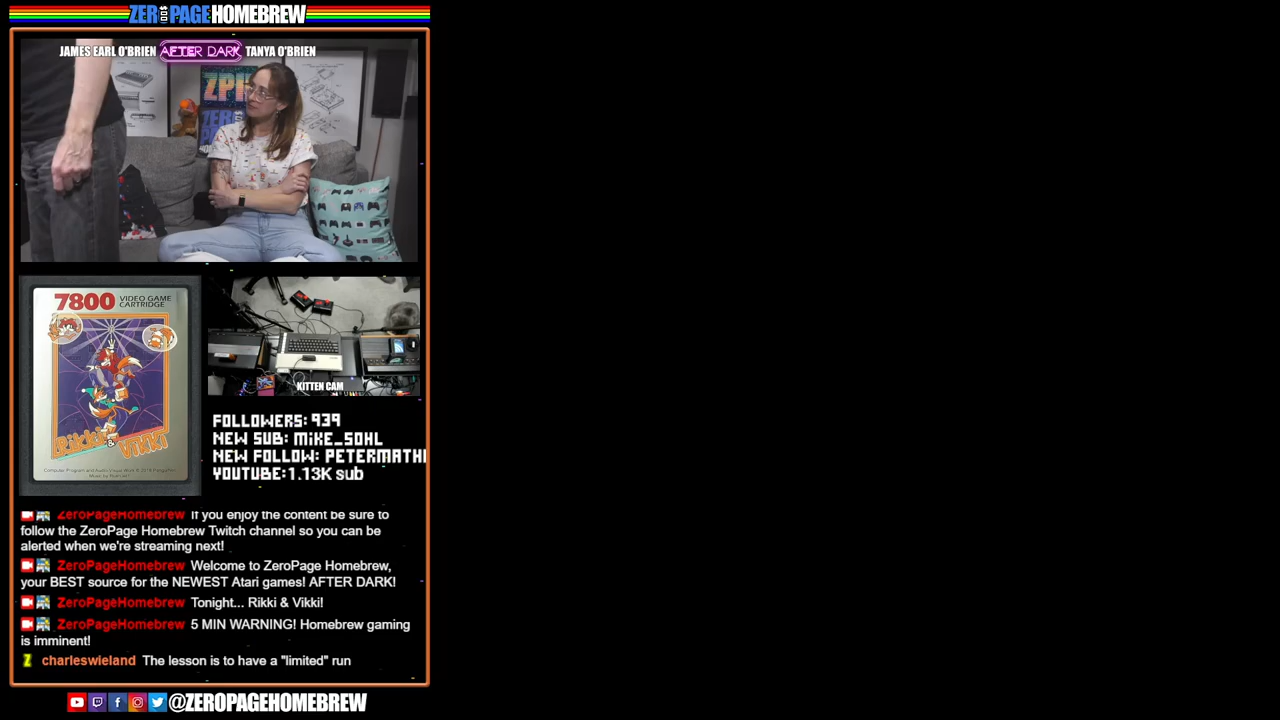 ZEROPAGE HOMEBREW
JAMES EARL O'BRIEN AFTER DARK TANYA O'BRIEN
7800 VIDEO GAME
CARTRIDGE
Rikki
& VIKKI
KITTEN CAM
FOLLOWERS: 939
NEW SUB: MIKE_SOHL
NEW FOLLOW: PETERMATHI
YOUTUBE: 1.13K sub
ZeroPageHomebrew If you enjoy the content be sure to
follow the ZeroPage Homebrew Twitch channel so you can be
alerted when we're streaming next!
ZeroPageHomebrew Welcome to ZeroPage Homebrew,
your BEST source for the NEWEST Atari games! AFTER DARK!
ZeroPageHomebrew Tonight... Rikki & Vikki!
ZeroPageHomebrew 5 MIN WARNING! Homebrew gaming
is imminent!
charleswieland The lesson is to have a "limited" run
@ZEROPAGEHOMEBREW